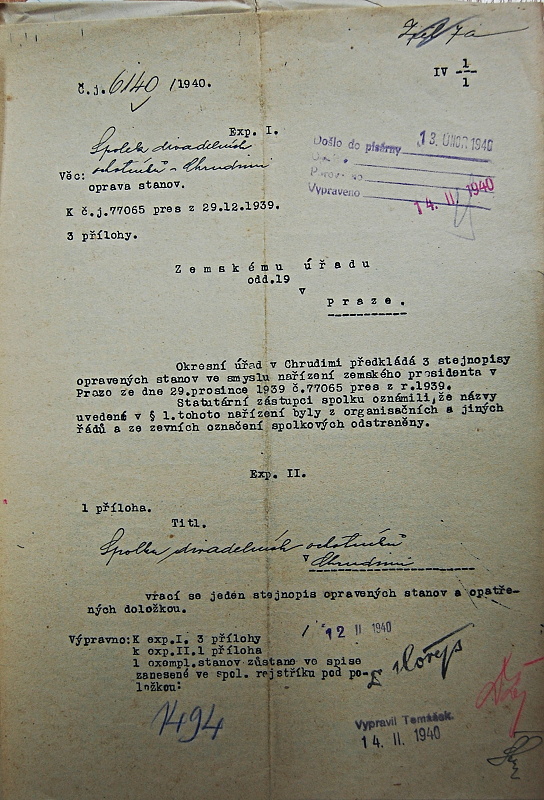 IV 1/1
Č.j. 6140 /1940.
Exp. I.
Spolek divadelních
ochotníků - Chrudimi
Věc:
oprava stanov.
Došlo do písárny 13. ÚNOR 1940
Vypraveno 14. II. 1940
K č.j.77065 pres z 29.12.1939.
3 přílohy.
Zemskému úřadu
odd.19
v
Praze.
Okresní úřad v Chrudimi předkládá 3 stejnopisy
opravených stanov ve smyslu nařízení zemského presidenta v
Praze ze dne 29.prosince 1939 č.77065 pres z r.1939.
Statutární zástupci spolku oznámili,že názvy
uvedené v § 1.tohoto nařízení byly z organisačních a jiných
řádů a ze zevních označení spolkových odstraněny.
Exp. II.
1 příloha.
Titl.
Spolku divadelních ochotníků
v Chrudimi
vrací se jeden stejnopis opravených stanov a opatře-
ných doložkou.
12 II 1940
Výpravno:K exp.I. 3 přílohy
k exp.II.1 příloha
1 exempl.stanov zůstane ve spise
zanesené ve spol. rejstříku pod po-
ložkou:
1494
Vypravil Temášek.
14. II. 1940